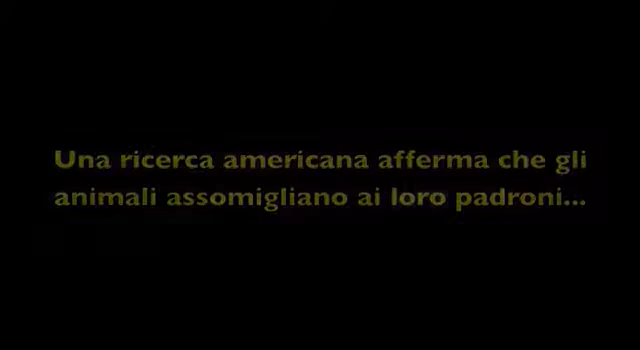 Una ricerca americana afferma che gli
animali assomigliano ai loro padroni...